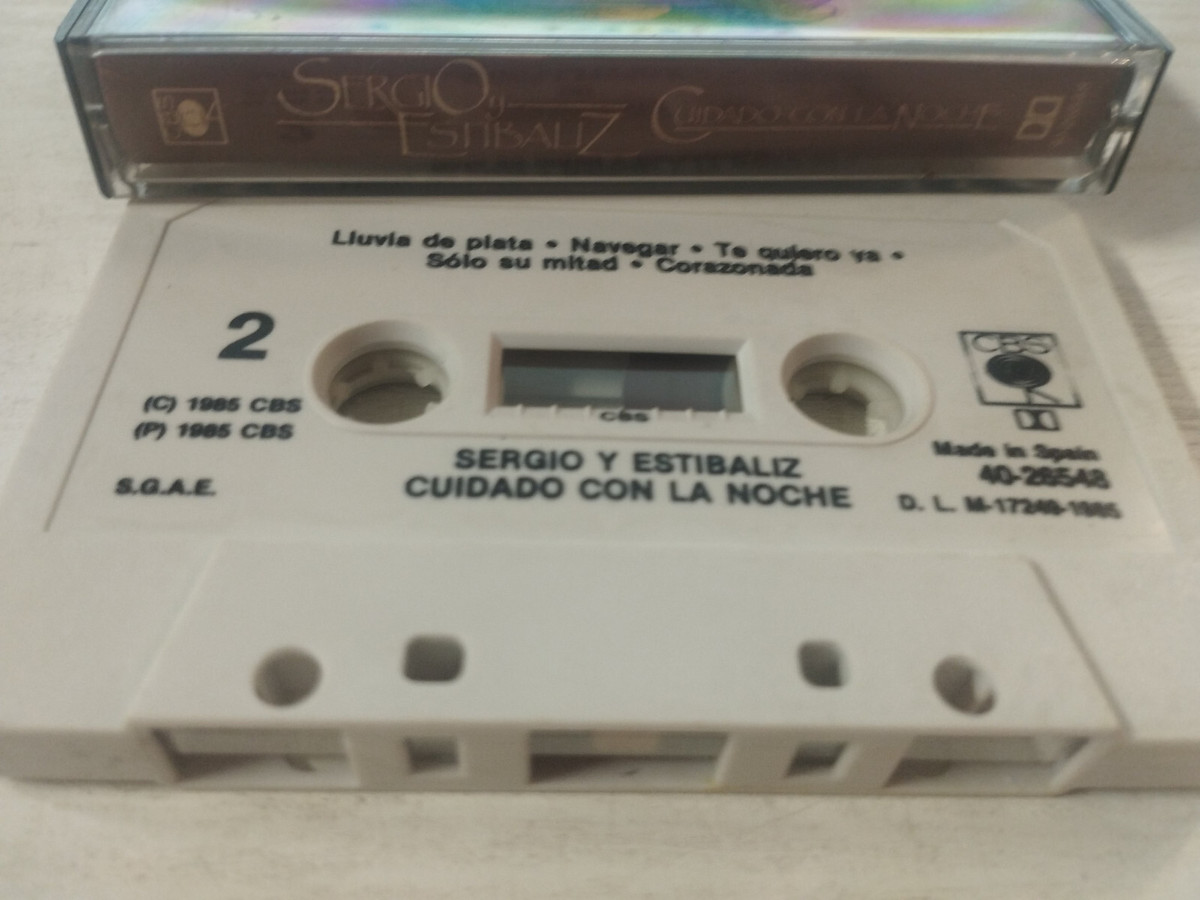 SERGIO y
ESTIBALIZ
CUIDADO CON LA NOCHE
Lluvia de plata • Navegar • Te quiero ya •
Sólo su mitad • Corazonada
2
CBS
(C) 1985 CBS
(P) 1985 CBS
CBS
Made in Spain
SERGIO Y ESTIBALIZ
40-26548
S.G.A.E.
CUIDADO CON LA NOCHE
D. L. M-17249-1985